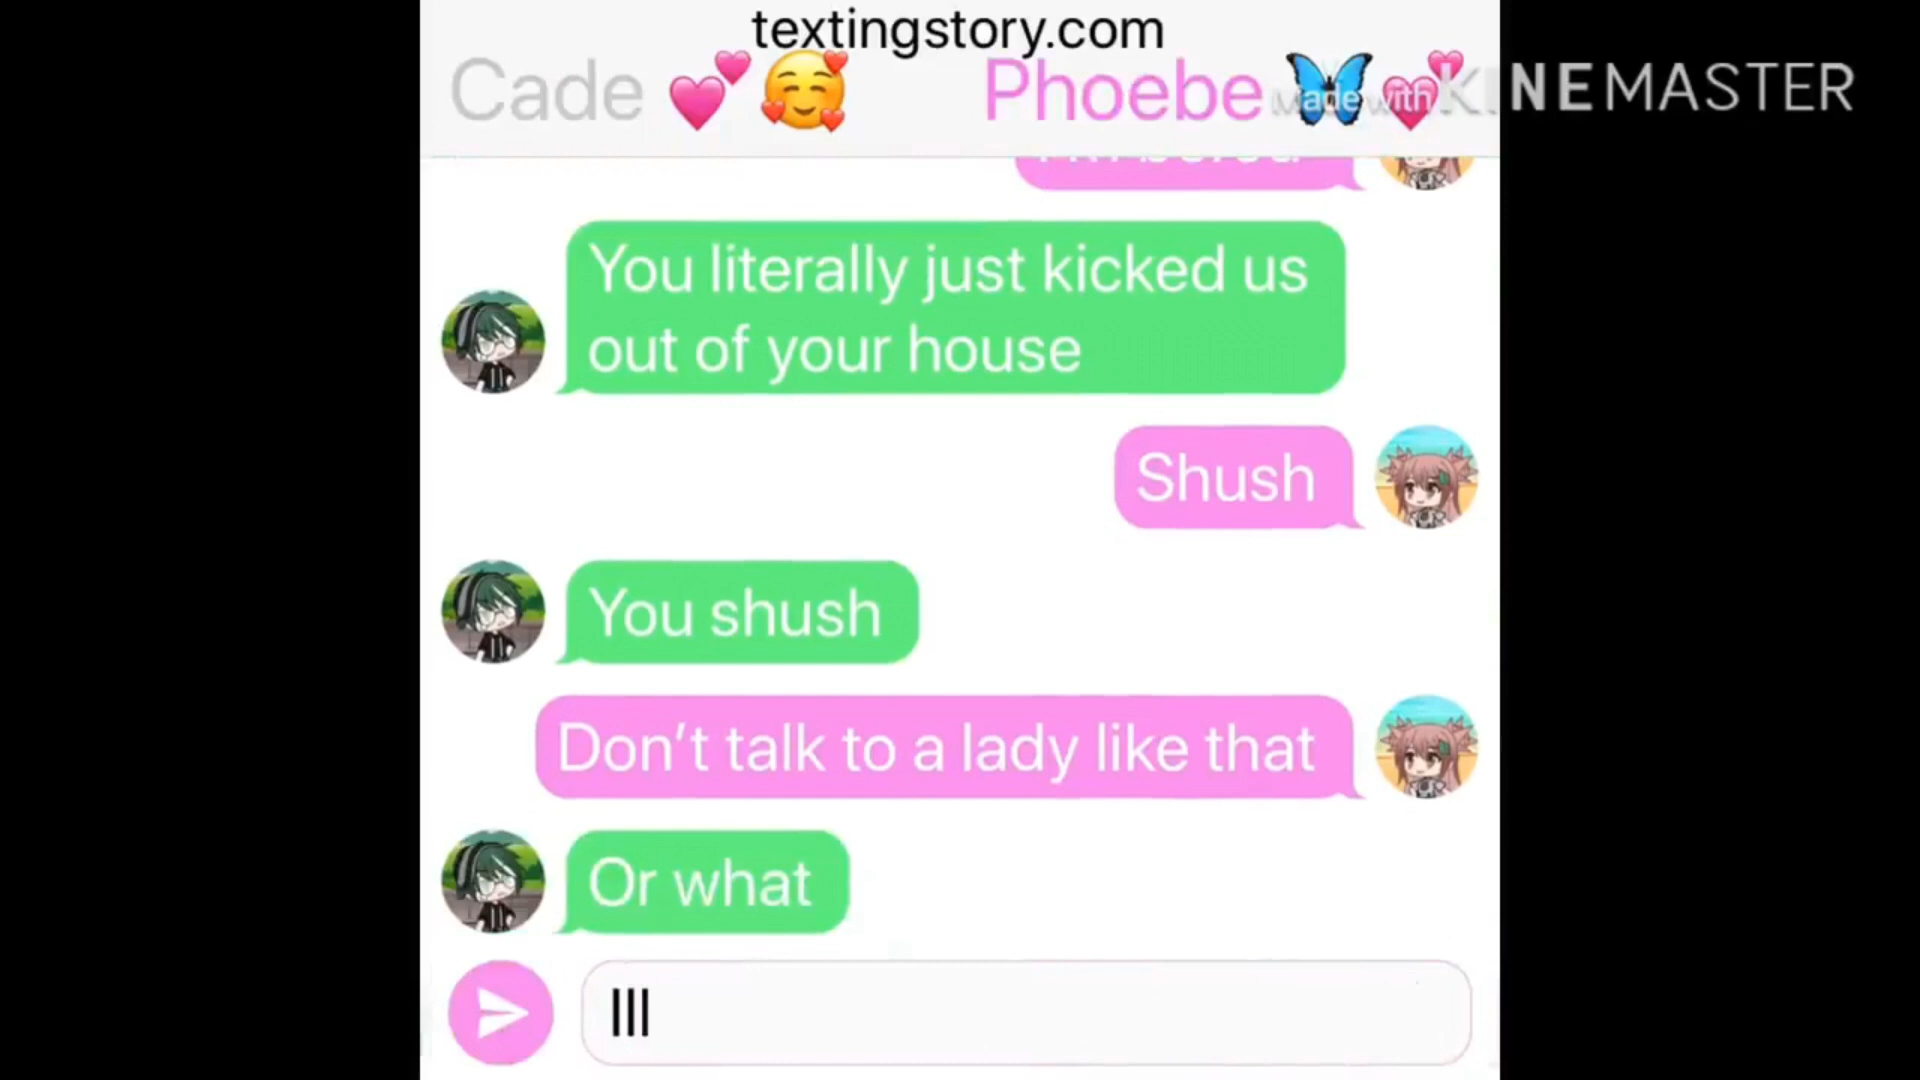 textingstory.com
Cade 💕 🥰 Phoebe 🦋 💕
Made with KINEMASTER
You literally just kicked us
out of your house
Shush
You shush
Don't talk to a lady like that
Or what
lll